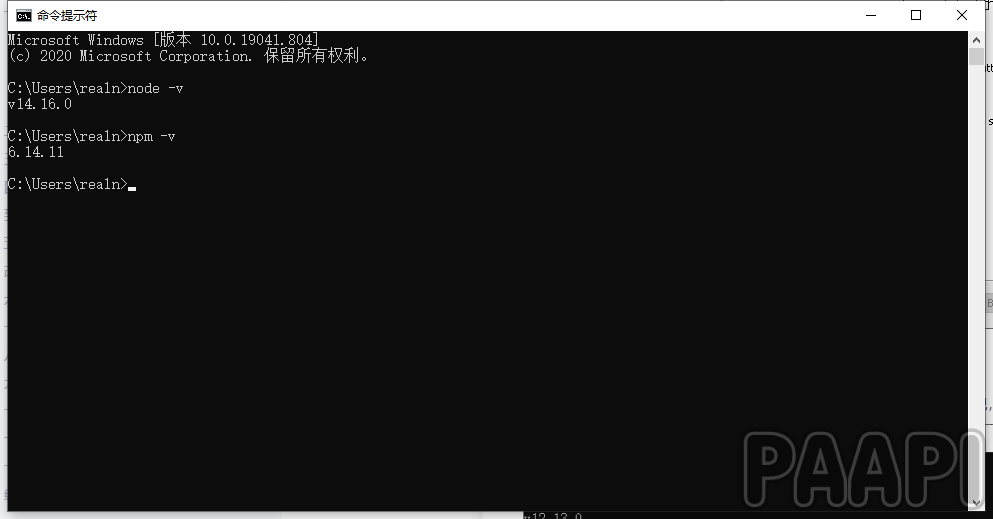 命令提示符
Microsoft Windows [版本 10.0.19041.804]
(c) 2020 Microsoft Corporation. 保留所有权利。
C:\Users\realn>node -v
v14.16.0
C:\Users\realn>npm -v
6.14.11
C:\Users\realn>
PAAPI